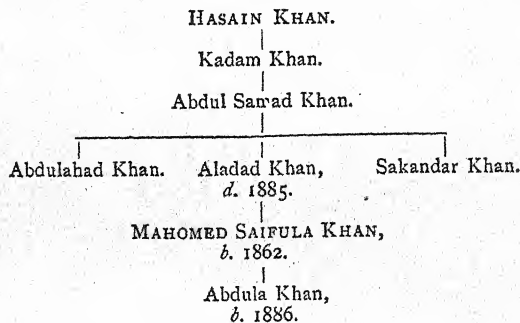 HASAIN KHAN.
Kadam Khan.
Abdul Samad Khan.
Abdulahad Khan. Aladad Khan, Sakandar Khan.
d. 1885.
MAHOMED SAIFULA KHAN,
b. 1862.
Abdula Khan,
b. 1886.